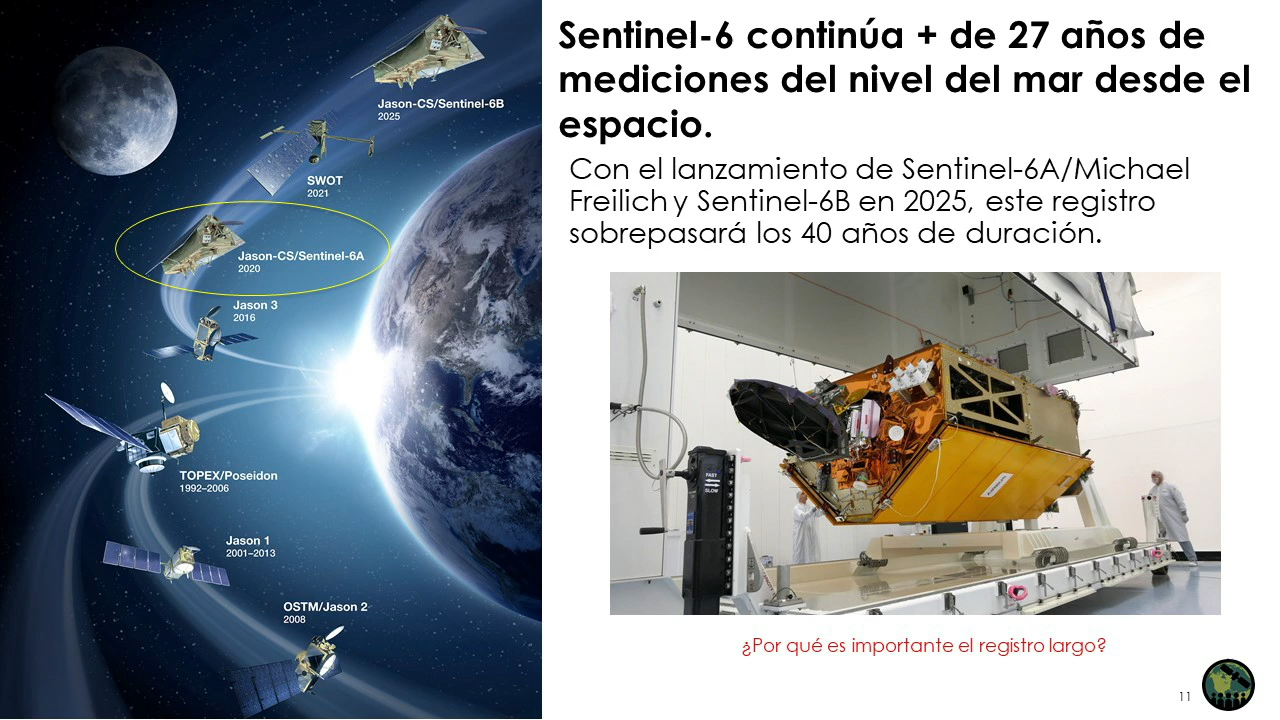 Sentinel-6 continúa + de 27 años de
mediciones del nivel del mar desde el
espacio.
Con el lanzamiento de Sentinel-6A/Michael
Freilich y Sentinel-6B en 2025, este registro
sobrepasará los 40 años de duración.
Jason-CS/Sentinel-6B
2025
SWOT
2021
Jason-CS/Sentinel-6A
2020
Jason 3
2016
TOPEX/Poseidon
1992–2006
Jason 1
2001–2013
OSTM/Jason 2
2008
FAST
SLOW
¿Por qué es importante el registro largo?
11